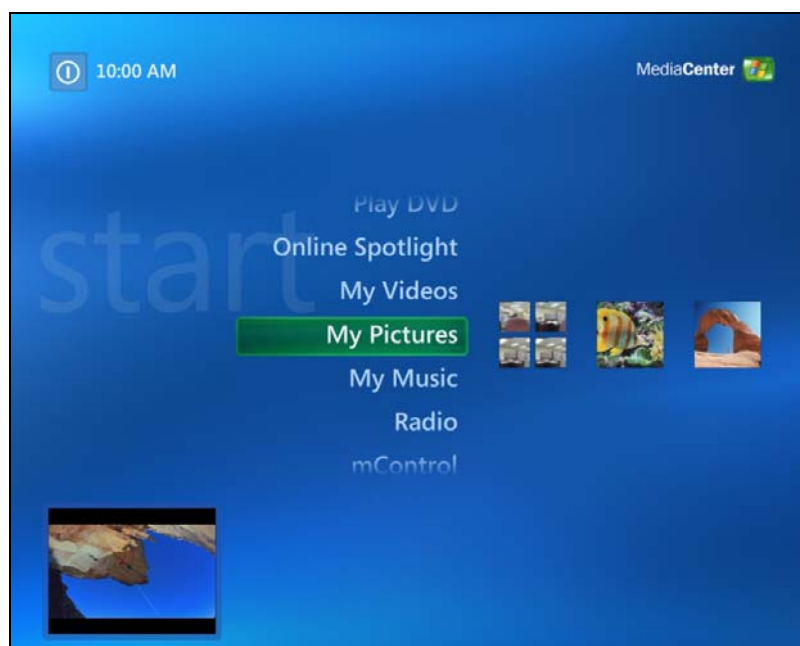 10:00 AM
MediaCenter
start
Play DVD
Online Spotlight
My Videos
My Pictures
My Music
Radio
mControl